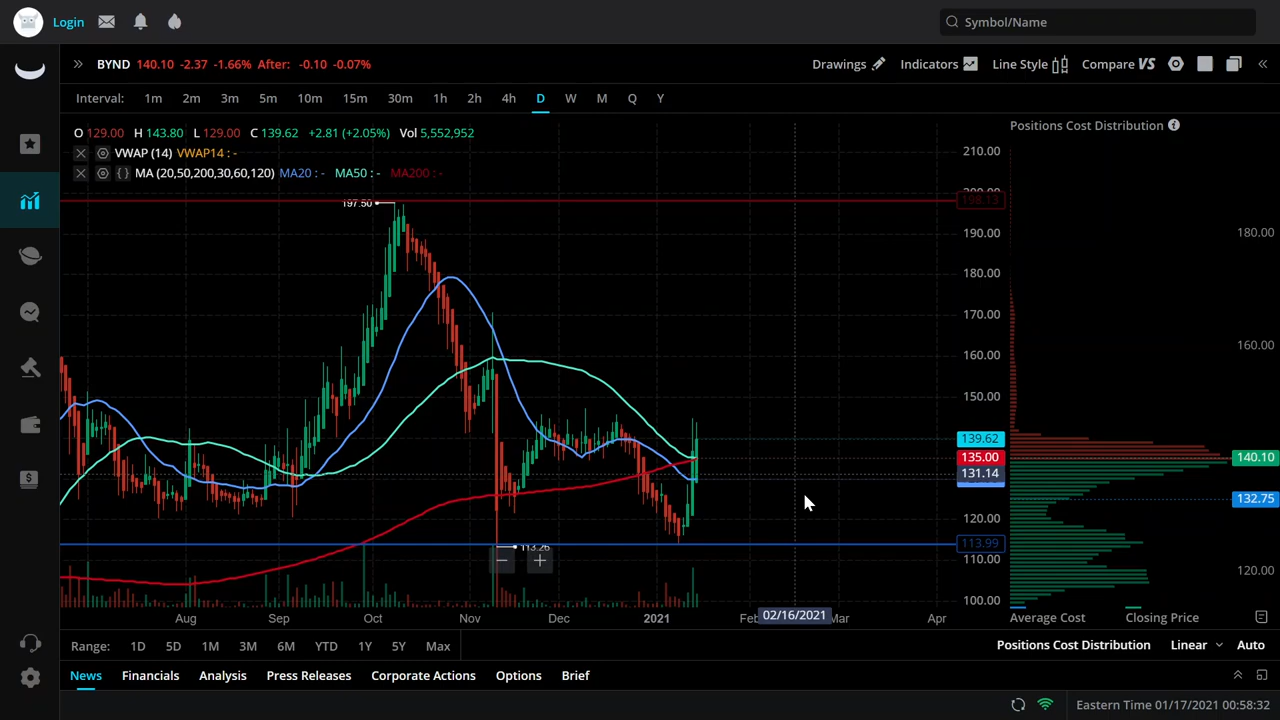 Login
Symbol/Name
BYND 140.10 -2.37 -1.66% After: -0.10 -0.07%
Drawings Indicators Line Style Compare VS
Interval: 1m 2m 3m 5m 10m 15m 30m 1h 2h 4h D W M Q Y
O 129.00 H 143.80 L 129.00 C 139.62 +2.81 (+2.05%) Vol 5,552,952
Positions Cost Distribution
VWAP (14) VWAP14 : -
MA (20,50,200,30,60,120) MA20 : - MA50 : - MA200 : -
210.00
200.00
198.13
197.50
190.00
180.00
170.00
160.00
150.00
139.62
135.00
131.14
120.00
113.99
113.26
110.00
100.00
180.00
160.00
140.10
132.75
120.00
Aug Sep Oct Nov Dec 2021 Feb 02/16/2021 Mar Apr
Average Cost Closing Price
Range: 1D 5D 1M 3M 6M YTD 1Y 5Y Max
Positions Cost Distribution Linear Auto
News Financials Analysis Press Releases Corporate Actions Options Brief
Eastern Time 01/17/2021 00:58:32